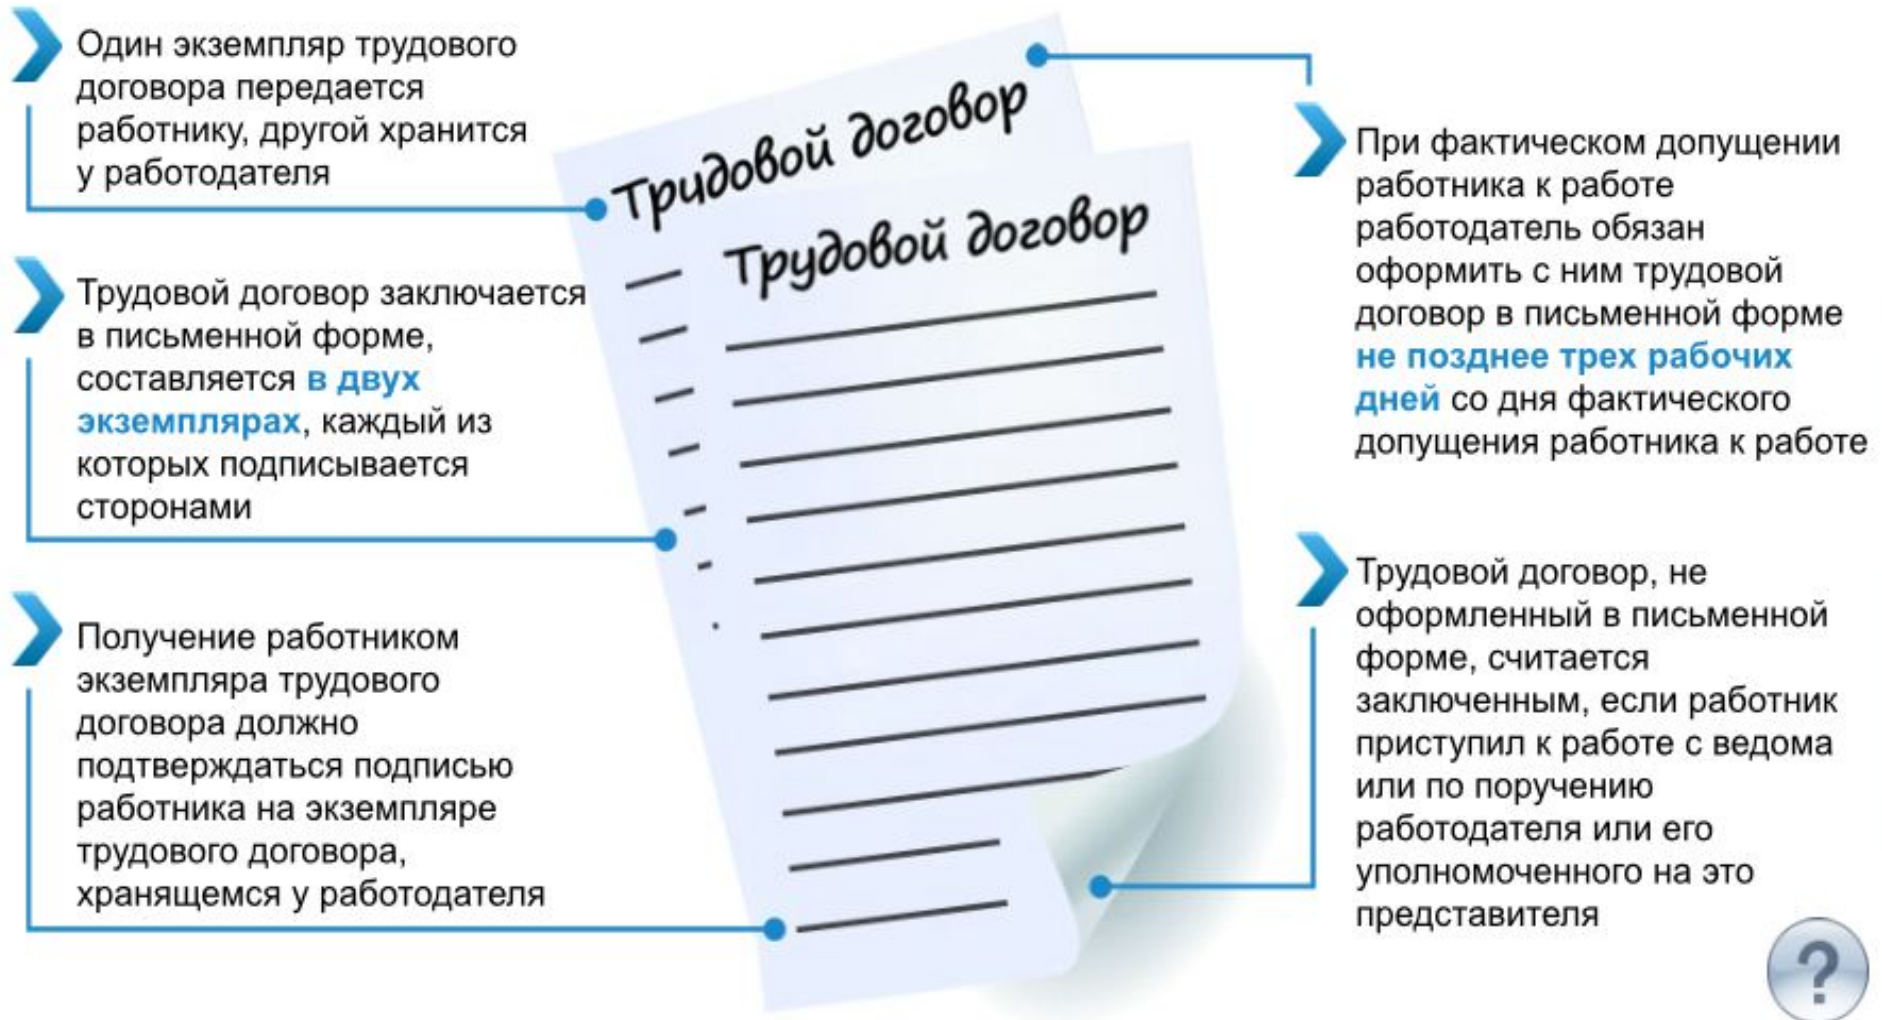 Один экземпляр трудового
договора передается
работнику, другой хранится
у работодателя
Трудовой договор заключается
в письменной форме,
составляется в двух
экземплярах, каждый из
которых подписывается
сторонами
Получение работником
экземпляра трудового
договора должно
подтверждаться подписью
работника на экземпляре
трудового договора,
хранящемся у работодателя
Трудовой договор
Трудовой договор
При фактическом допущении
работника к работе
работодатель обязан
оформить с ним трудовой
договор в письменной форме
не позднее трех рабочих
дней со дня фактического
допущения работника к работе
Трудовой договор, не
оформленный в письменной
форме, считается
заключенным, если работник
приступил к работе с ведома
или по поручению
работодателя или его
уполномоченного на это
представителя
?